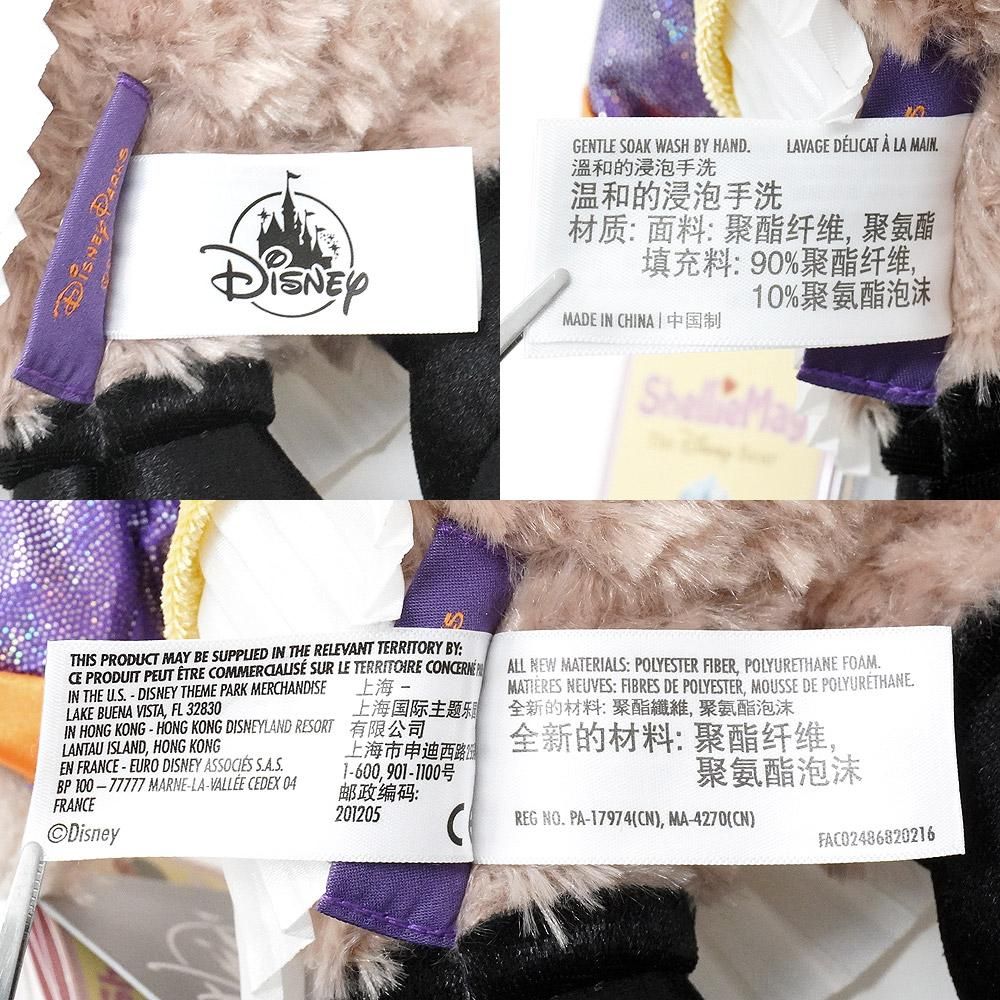 Disney Parks
Disney
GENTLE SOAK WASH BY HAND. LAVAGE DÉLICAT À LA MAIN.
溫和的浸泡手洗
温和的浸泡手洗
材质: 面料: 聚酯纤维, 聚氨酯
填充料: 90%聚酯纤维,
10%聚氨酯泡沫
MADE IN CHINA | 中国制
ShellieMay
The Disney Bear
THIS PRODUCT MAY BE SUPPLIED IN THE RELEVANT TERRITORY BY:
CE PRODUIT PEUT ÊTRE COMMERCIALISÉ SUR LE TERRITOIRE CONCERNÉ
IN THE U.S. - DISNEY THEME PARK MERCHANDISE
LAKE BUENA VISTA, FL 32830
IN HONG KONG - HONG KONG DISNEYLAND RESORT
LANTAU ISLAND, HONG KONG
EN FRANCE - EURO DISNEY ASSOCIÉS S.A.S.
BP 100 – 77777 MARNE-LA-VALLÉE CEDEX 04
FRANCE
©Disney
上海 –
上海国际主题乐园
有限公司
上海市申迪西路
1-600, 901-1100号
邮政编码:
201205
C
ALL NEW MATERIALS: POLYESTER FIBER, POLYURETHANE FOAM.
MATIÈRES NEUVES: FIBRES DE POLYESTER, MOUSSE DE POLYURÉTHANE.
全新的材料: 聚酯纖維, 聚氨酯泡沫
全新的材料: 聚酯纤维,
聚氨酯泡沫
REG NO. PA-17974(CN), MA-4270(CN)
FAC02486820216